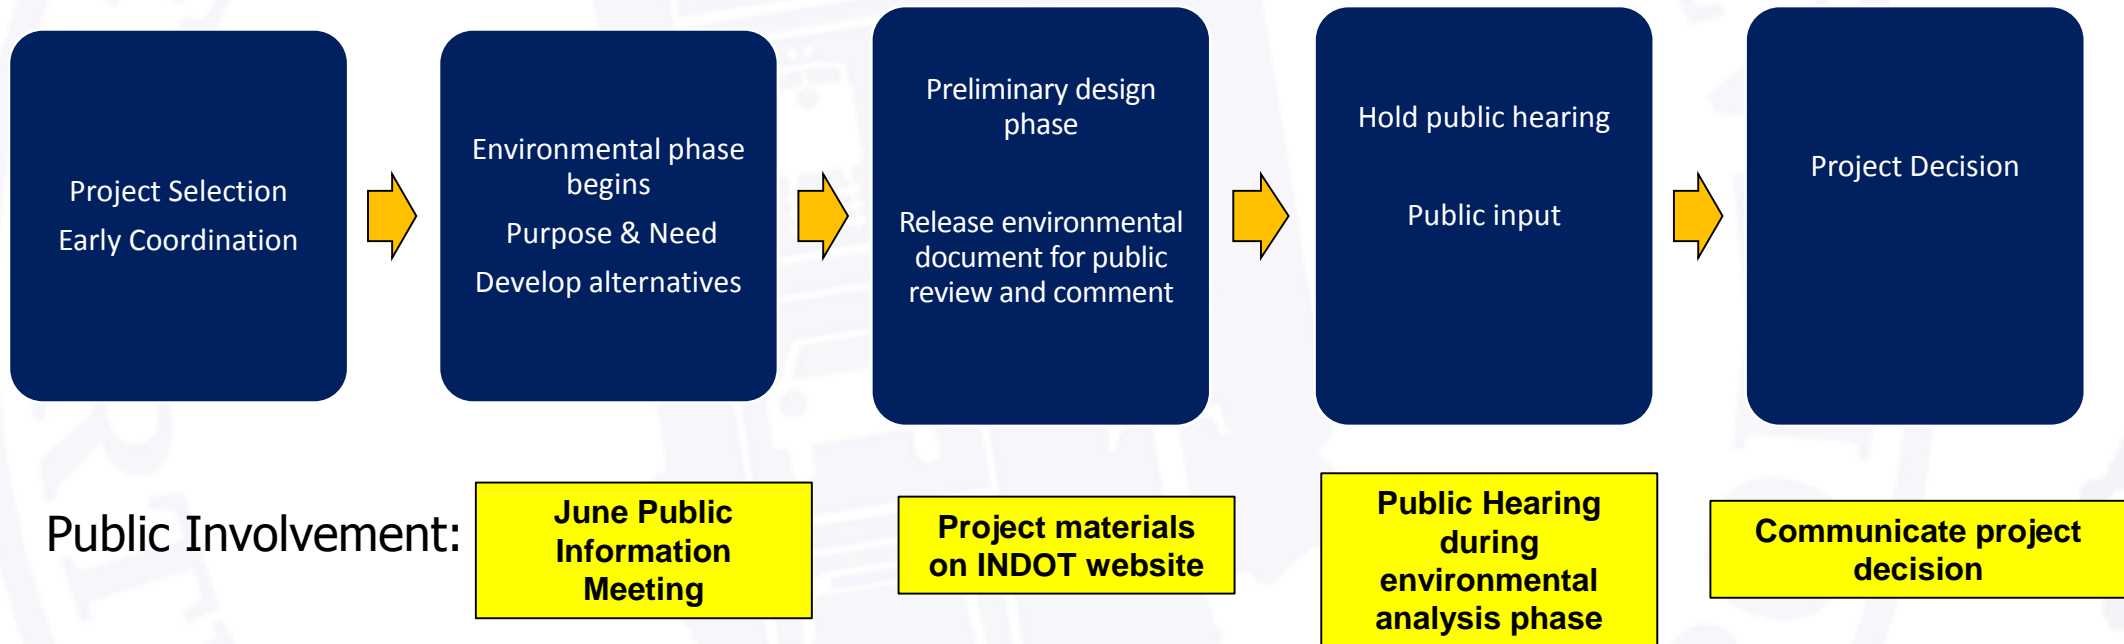 Project Selection
Early Coordination
Environmental phase
begins
Purpose & Need
Develop alternatives
Preliminary design
phase
Release environmental
document for public
review and comment
Hold public hearing
Public input
Project Decision
Public Involvement:
June Public
Information
Meeting
Project materials
on INDOT website
Public Hearing
during
environmental
analysis phase
Communicate project
decision